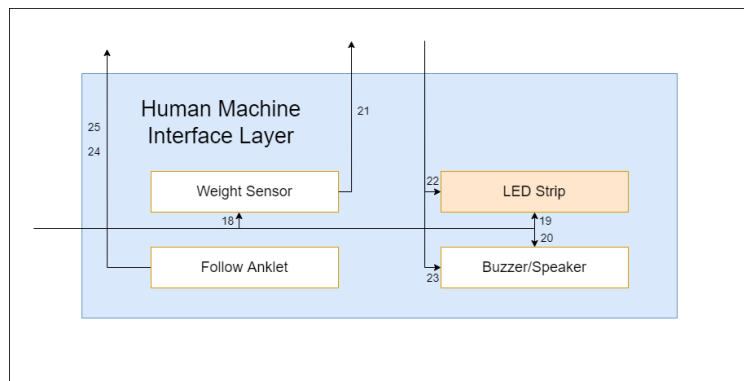 Human Machine
Interface Layer
25
24
21
Weight Sensor
22
LED Strip
18
19
20
Follow Anklet
23
Buzzer/Speaker